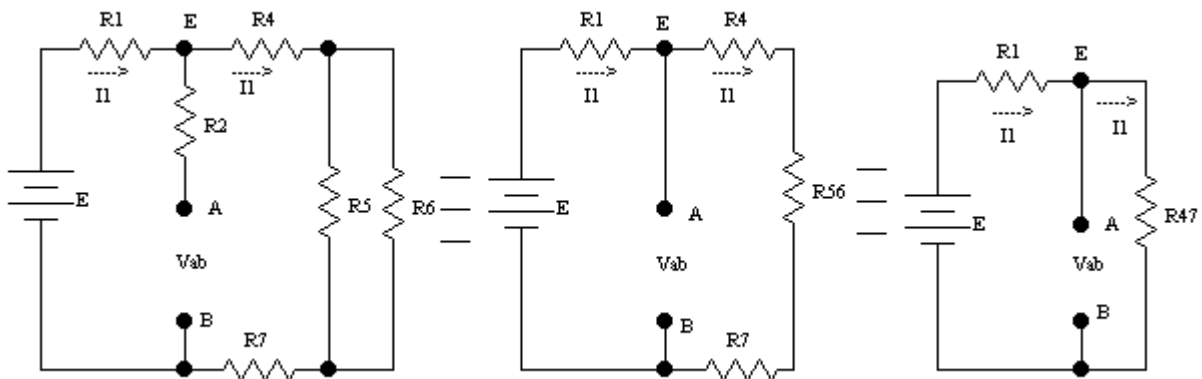 R1 E R4
I1 I1
R2
E
A
R5 R6
Vab
B
R7
R1 E R4
I1 I1
R56
E
A
Vab
B
R7
R1 E
I1 I1
E
A
R47
Vab
B